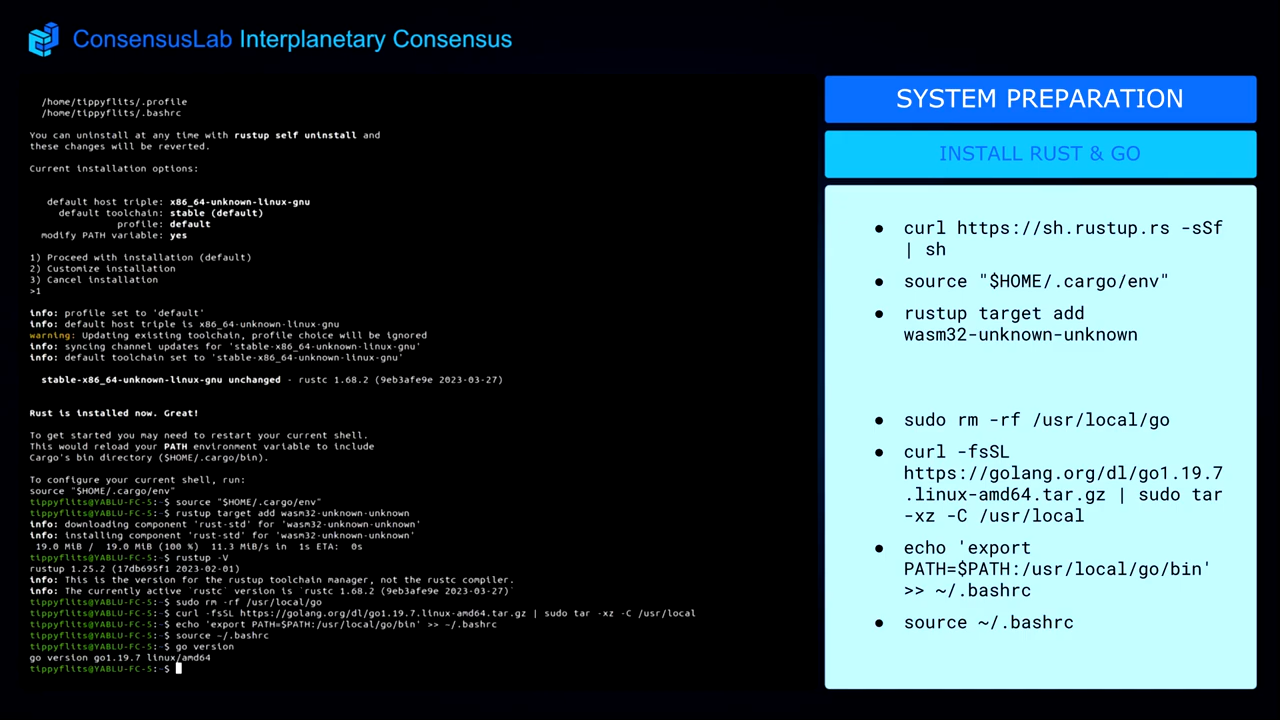 ConsensusLab Interplanetary Consensus
/home/tippyflits/.profile
/home/tippyflits/.bashrc
You can uninstall at any time with rustup self uninstall and
these changes will be reverted.
Current installation options:
default host triple: x86_64-unknown-linux-gnu
default toolchain: stable (default)
profile: default
modify PATH variable: yes
1) Proceed with installation (default)
2) Customize installation
3) Cancel installation
>1
info: profile set to 'default'
info: default host triple is x86_64-unknown-linux-gnu
warning: Updating existing toolchain, profile choice will be ignored
info: syncing channel updates for 'stable-x86_64-unknown-linux-gnu'
info: default toolchain set to 'stable-x86_64-unknown-linux-gnu'
stable-x86_64-unknown-linux-gnu unchanged - rustc 1.68.2 (9eb3afe9e 2023-03-27)
Rust is installed now. Great!
To get started you may need to restart your current shell.
This would reload your PATH environment variable to include
Cargo's bin directory ($HOME/.cargo/bin).
To configure your current shell, run:
source "$HOME/.cargo/env"
tippyflits@YABLU-FC-5:~$ source "$HOME/.cargo/env"
tippyflits@YABLU-FC-5:~$ rustup target add wasm32-unknown-unknown
info: downloading component 'rust-std' for 'wasm32-unknown-unknown'
info: installing component 'rust-std' for 'wasm32-unknown-unknown'
19.0 MiB / 19.0 MiB (100 %) 11.3 MiB/s in 1s ETA: 0s
tippyflits@YABLU-FC-5:~$ rustup -V
rustup 1.25.2 (17db695f1 2023-02-01)
info: This is the version for the rustup toolchain manager, not the rustc compiler.
info: The currently active `rustc` version is `rustc 1.68.2 (9eb3afe9e 2023-03-27)`
tippyflits@YABLU-FC-5:~$ sudo rm -rf /usr/local/go
tippyflits@YABLU-FC-5:~$ curl -fsSL https://golang.org/dl/go1.19.7.linux-amd64.tar.gz | sudo tar -xz -C /usr/local
tippyflits@YABLU-FC-5:~$ echo 'export PATH=$PATH:/usr/local/go/bin' >> ~/.bashrc
tippyflits@YABLU-FC-5:~$ source ~/.bashrc
tippyflits@YABLU-FC-5:~$ go version
go version go1.19.7 linux/amd64
tippyflits@YABLU-FC-5:~$
SYSTEM PREPARATION
INSTALL RUST & GO
● curl https://sh.rustup.rs -sSf
| sh
● source "$HOME/.cargo/env"
● rustup target add
wasm32-unknown-unknown
● sudo rm -rf /usr/local/go
● curl -fsSL
https://golang.org/dl/go1.19.7
.linux-amd64.tar.gz | sudo tar
-xz -C /usr/local
● echo 'export
PATH=$PATH:/usr/local/go/bin'
>> ~/.bashrc
● source ~/.bashrc